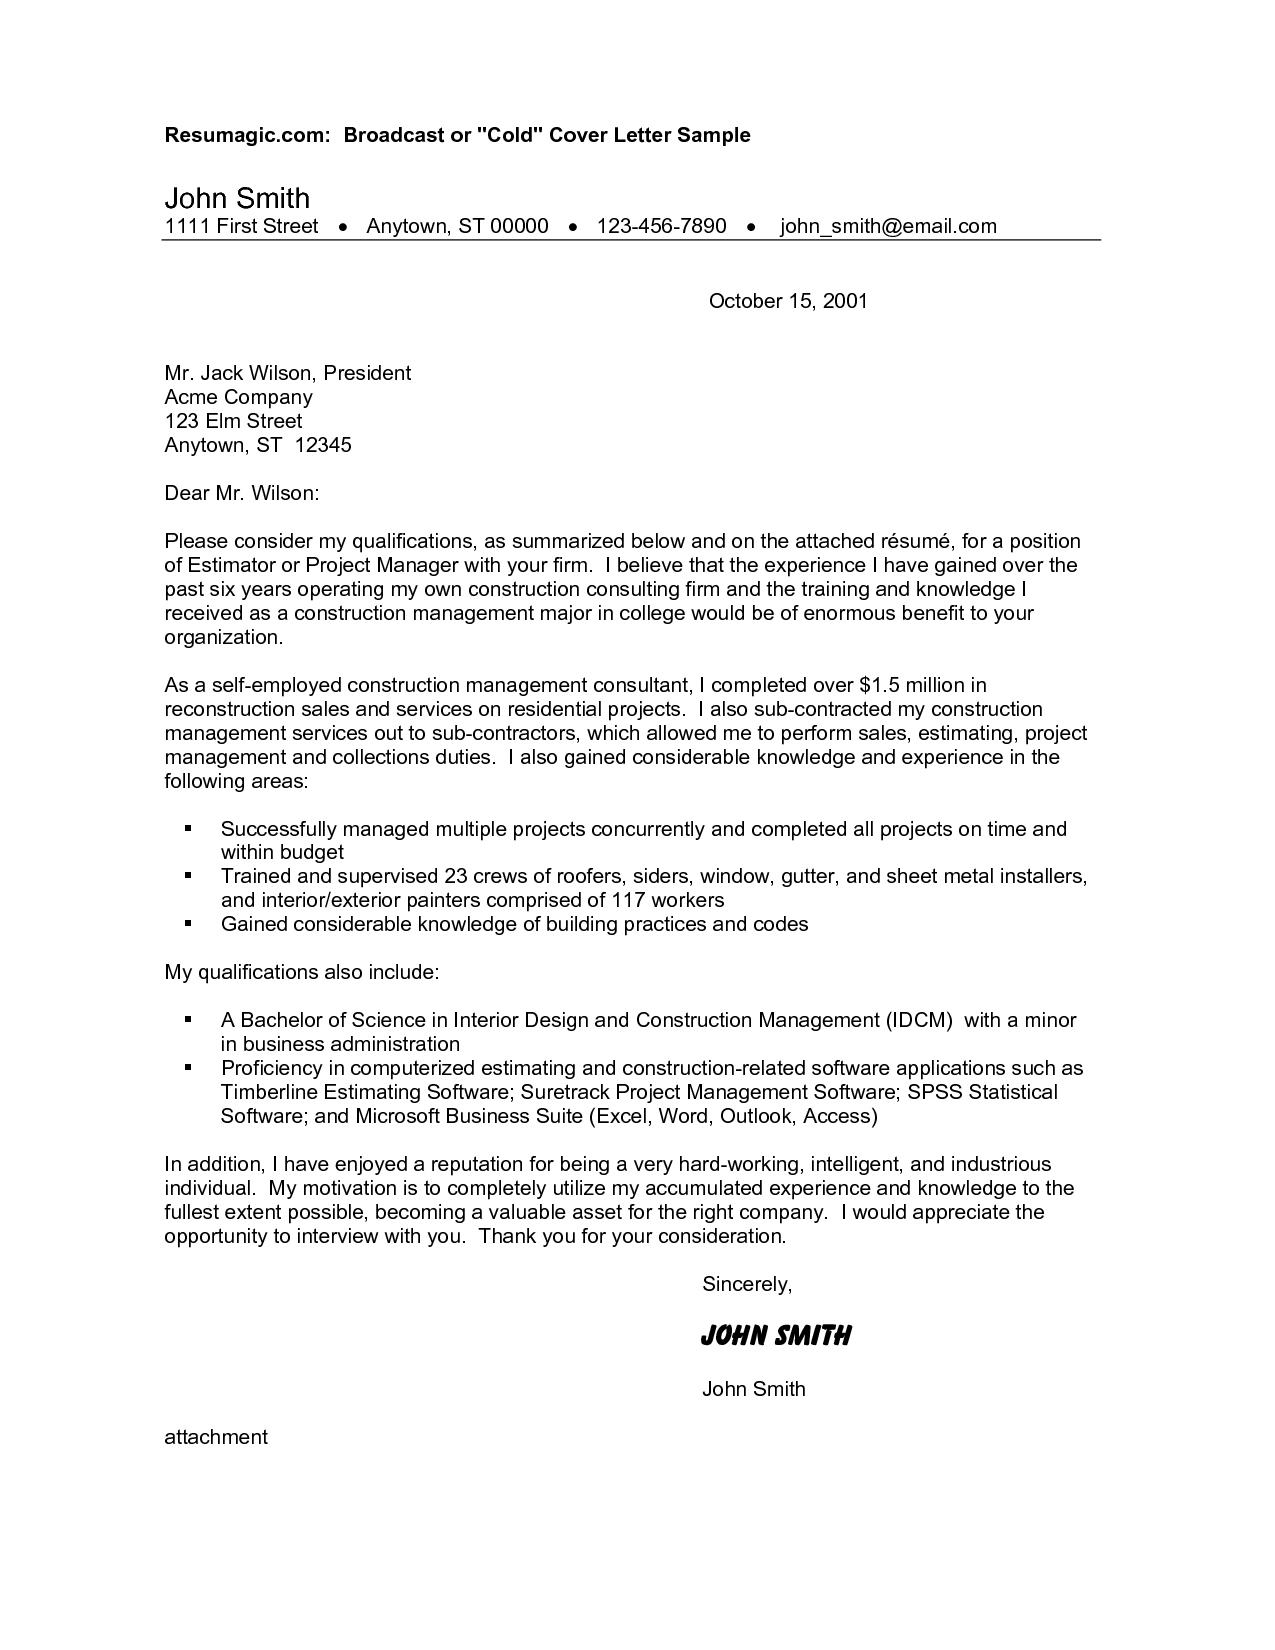 Resumagic.com:  Broadcast or "Cold" Cover Letter Sample
John Smith
1111 First Street  ●  Anytown, ST 00000  ●  123-456-7890  ●  john_smith@email.com
October 15, 2001
Mr. Jack Wilson, President
Acme Company
123 Elm Street
Anytown, ST  12345
Dear Mr. Wilson:
Please consider my qualifications, as summarized below and on the attached résumé, for a position
of Estimator or Project Manager with your firm.  I believe that the experience I have gained over the
past six years operating my own construction consulting firm and the training and knowledge I
received as a construction management major in college would be of enormous benefit to your
organization.
As a self-employed construction management consultant, I completed over $1.5 million in
reconstruction sales and services on residential projects.  I also sub-contracted my construction
management services out to sub-contractors, which allowed me to perform sales, estimating, project
management and collections duties.  I also gained considerable knowledge and experience in the
following areas:
▪ Successfully managed multiple projects concurrently and completed all projects on time and
within budget
▪ Trained and supervised 23 crews of roofers, siders, window, gutter, and sheet metal installers,
and interior/exterior painters comprised of 117 workers
▪ Gained considerable knowledge of building practices and codes
My qualifications also include:
▪ A Bachelor of Science in Interior Design and Construction Management (IDCM)  with a minor
in business administration
▪ Proficiency in computerized estimating and construction-related software applications such as
Timberline Estimating Software; Suretrack Project Management Software; SPSS Statistical
Software; and Microsoft Business Suite (Excel, Word, Outlook, Access)
In addition, I have enjoyed a reputation for being a very hard-working, intelligent, and industrious
individual.  My motivation is to completely utilize my accumulated experience and knowledge to the
fullest extent possible, becoming a valuable asset for the right company.  I would appreciate the
opportunity to interview with you.  Thank you for your consideration.
Sincerely,
JOHN SMITH
John Smith
attachment